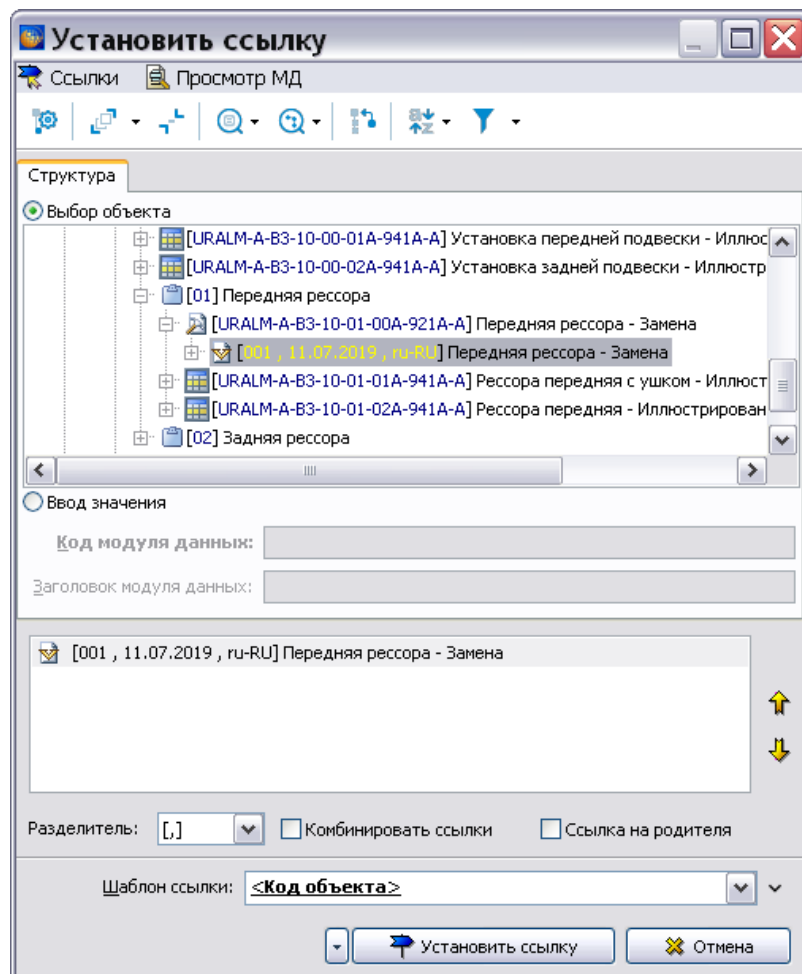 Установить ссылку
Ссылки Просмотр МД
Структура
Выбор объекта
[URALM-A-B3-10-00-01A-941A-A] Установка передней подвески - Иллюс
[URALM-A-B3-10-00-02A-941A-A] Установка задней подвески - Иллюстр
[01] Передняя рессора
[URALM-A-B3-10-01-00A-921A-A] Передняя рессора - Замена
[001 , 11.07.2019 , ru-RU] Передняя рессора - Замена
[URALM-A-B3-10-01-01A-941A-A] Рессора передняя с ушком - Иллюст
[URALM-A-B3-10-01-02A-941A-A] Рессора передняя - Иллюстрирован
[02] Задняя рессора
Ввод значения
Код модуля данных:
Заголовок модуля данных:
[001 , 11.07.2019 , ru-RU] Передняя рессора - Замена
Разделитель: [,] Комбинировать ссылки Ссылка на родителя
Шаблон ссылки: <Код объекта>
Установить ссылку Отмена